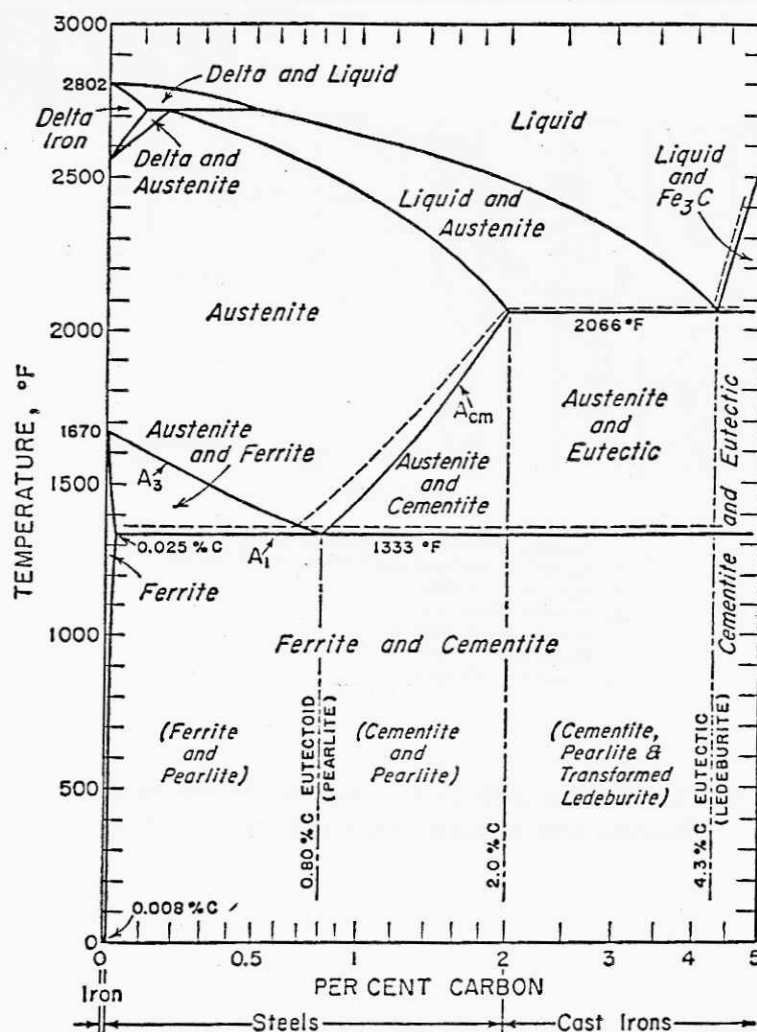 3000
2802
Delta and Liquid
Delta
Iron
Liquid
Delta and
Austenite
Liquid
and
Fe3C
2500
Liquid and
Austenite
Austenite
2000
2066 °F
Acm
Austenite
and
Eutectic
1670
Austenite
and Ferrite
A3
Austenite
and
Cementite
1500
0.025 % C
A1
1333 °F
Ferrite
TEMPERATURE, °F
Cementite and Eutectic
1000
Ferrite and Cementite
(Ferrite
and
Pearlite)
0.80 % C EUTECTOID
(PEARLITE)
(Cementite
and
Pearlite)
2.0 % C
(Cementite,
Pearlite &
Transformed
Ledeburite)
4.3 % C EUTECTIC
(LEDEBURITE)
500
0.008 % C
0
0 0.5 1 2 3 4 5
PER CENT CARBON
Iron
Steels
Cast Irons